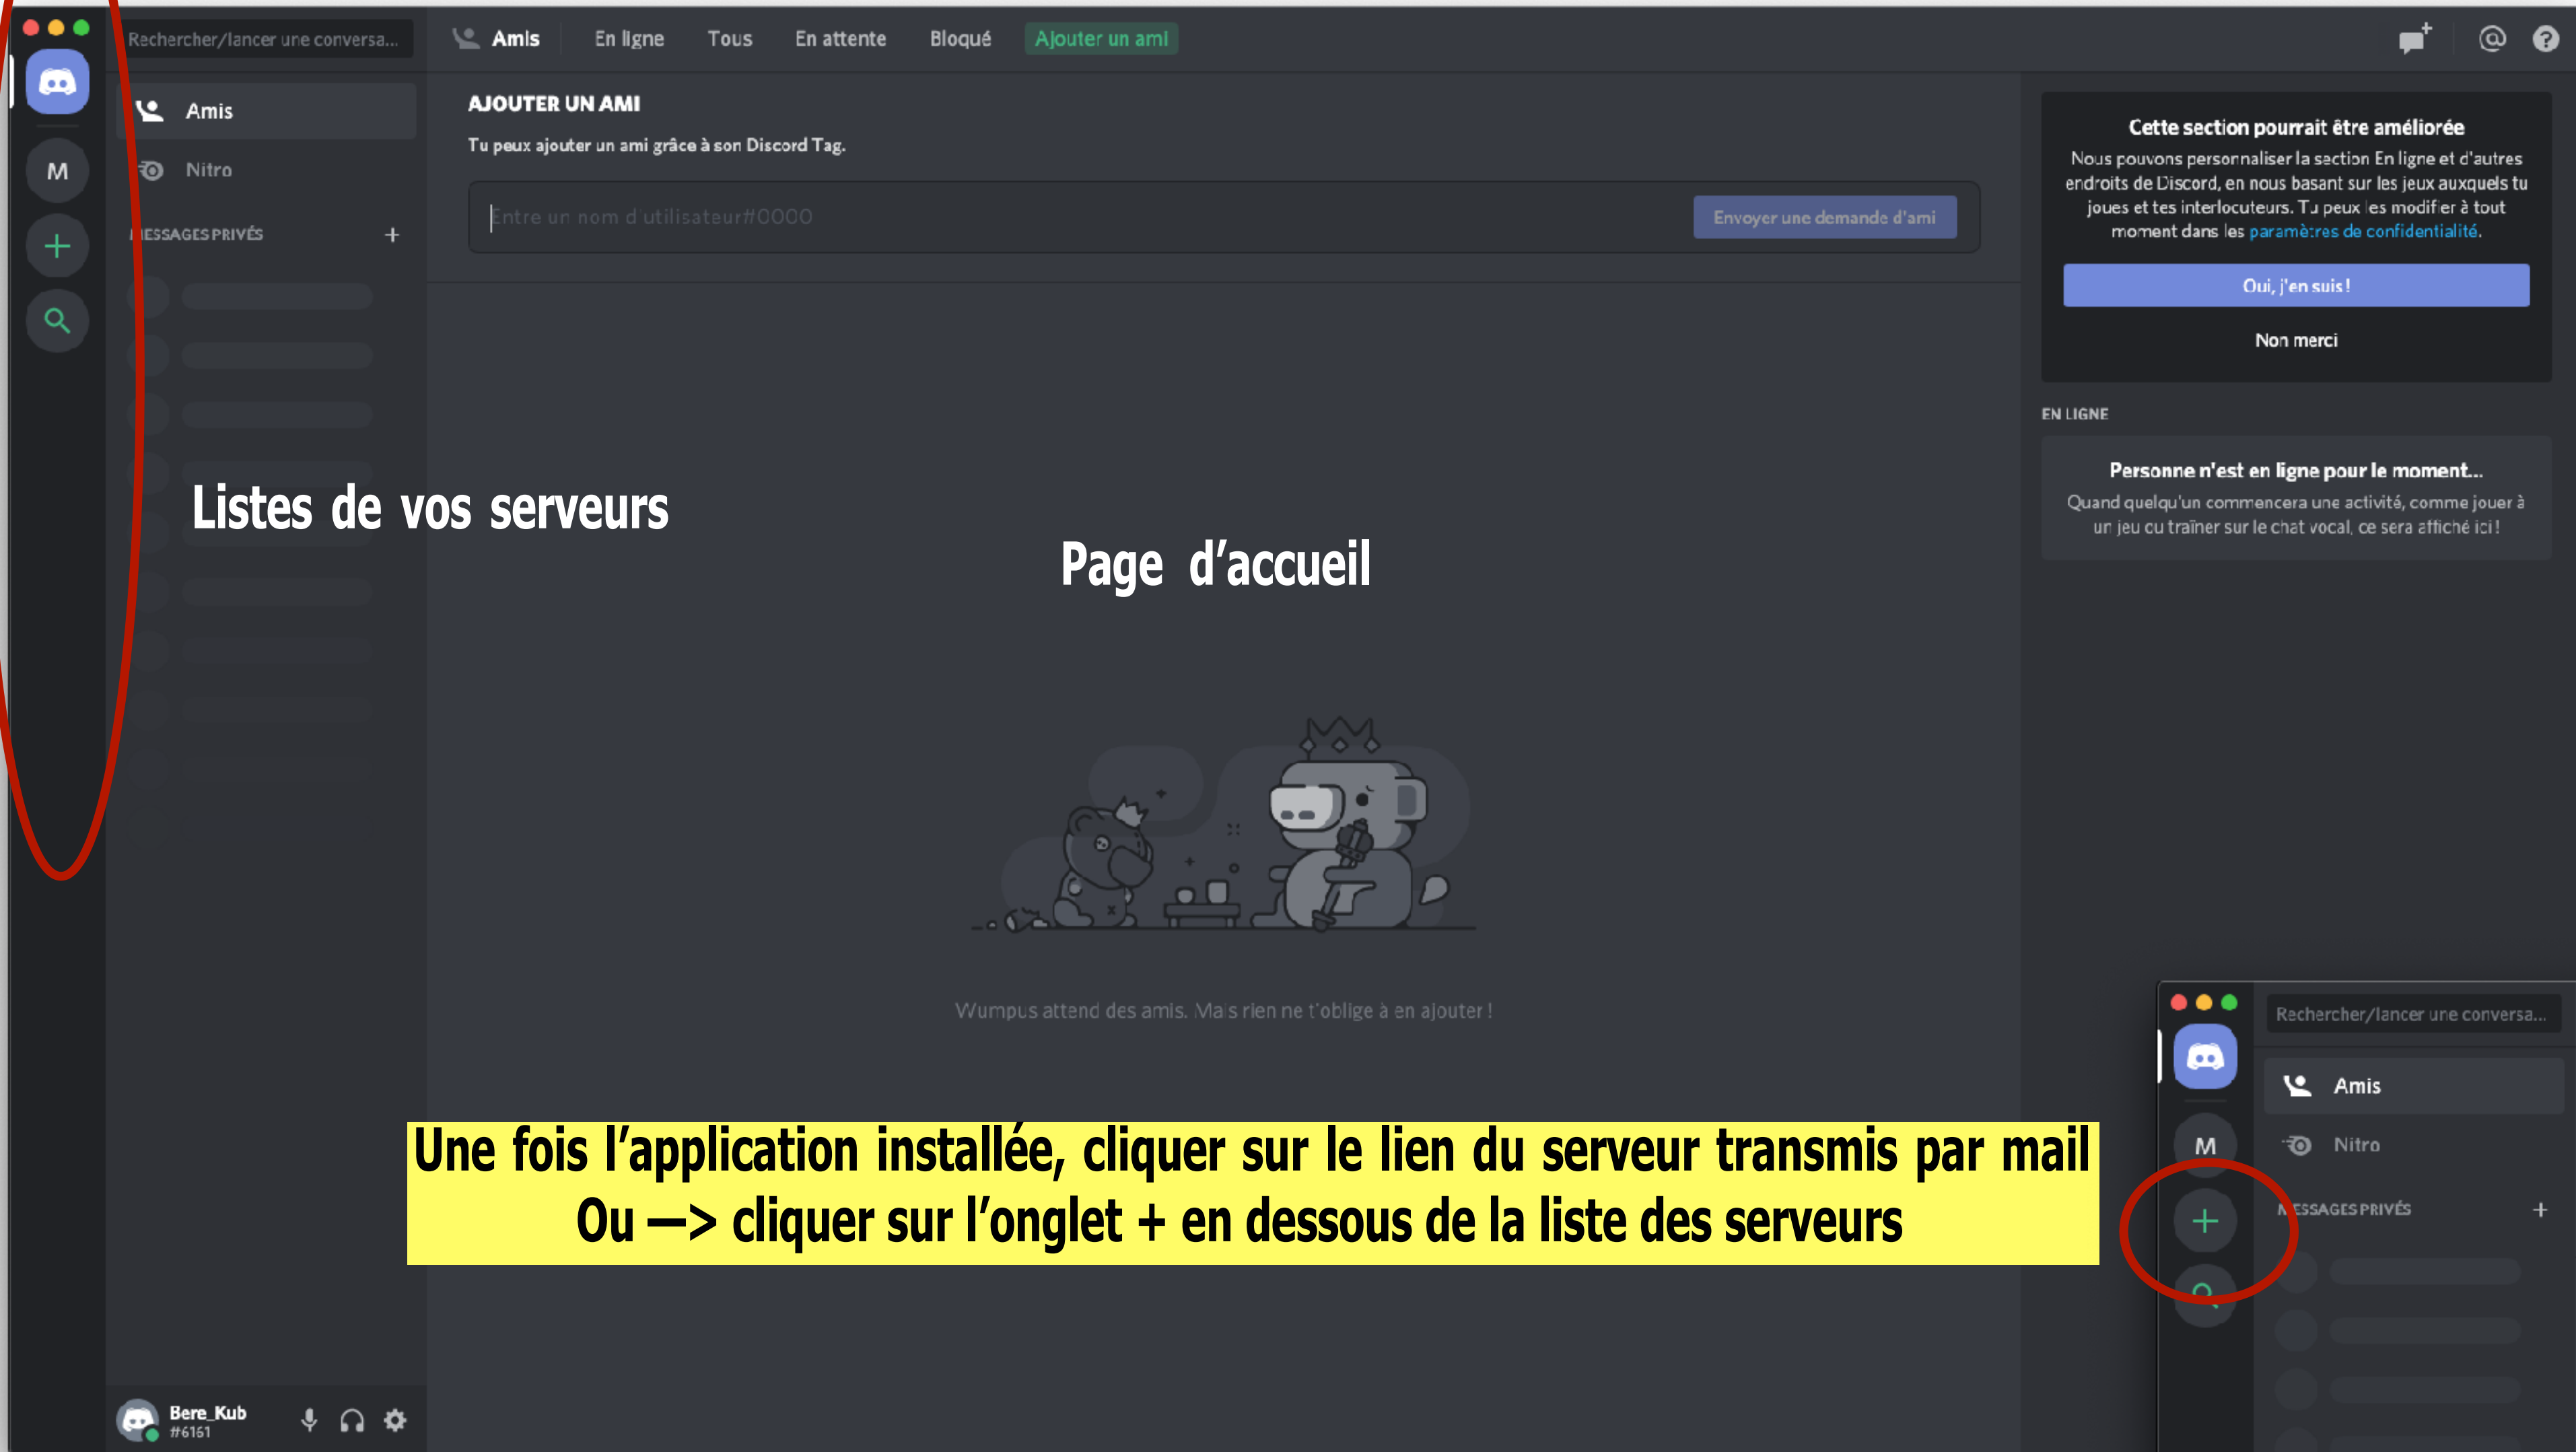 Rechercher/lancer une conversa...
Amis
En ligne
Tous
En attente
Bloqué
Ajouter un ami
Amis
Nitro
MESSAGES PRIVÉS
M
AJOUTER UN AMI
Tu peux ajouter un ami grâce à son Discord Tag.
Entre un nom d'utilisateur#0000
Envoyer une demande d'ami
Cette section pourrait être améliorée
Nous pouvons personnaliser la section En ligne et d'autres
endroits de Discord, en nous basant sur les jeux auxquels tu
joues et tes interlocuteurs. Tu peux les modifier à tout
moment dans les paramètres de confidentialité.
Oui, j'en suis !
Non merci
EN LIGNE
Personne n'est en ligne pour le moment...
Quand quelqu'un commencera une activité, comme jouer à
un jeu ou traîner sur le chat vocal, ce sera affiché ici !
Listes de vos serveurs
Page d’accueil
Wumpus attend des amis. Mais rien ne t'oblige à en ajouter !
Une fois l’application installée, cliquer sur le lien du serveur transmis par mail
Ou —> cliquer sur l’onglet + en dessous de la liste des serveurs
Rechercher/lancer une conversa...
Amis
M
Nitro
MESSAGES PRIVÉS
Bere_Kub
#6161